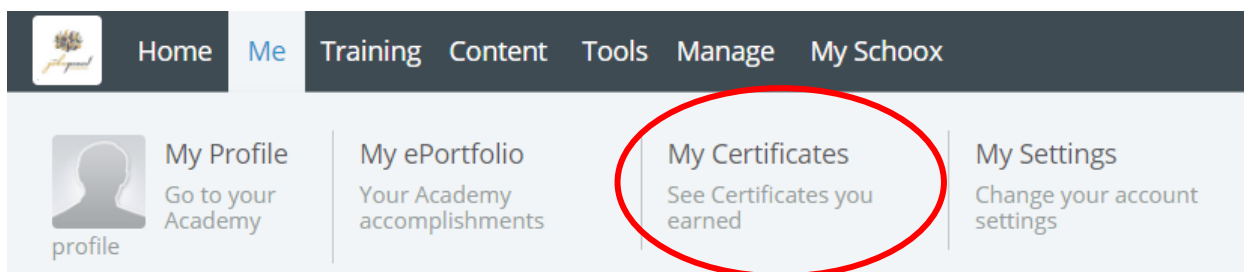 Home Me Training Content Tools Manage My Schoox
My Profile
Go to your
Academy
profile
My ePortfolio
Your Academy
accomplishments
My Certificates
See Certificates you
earned
My Settings
Change your account
settings